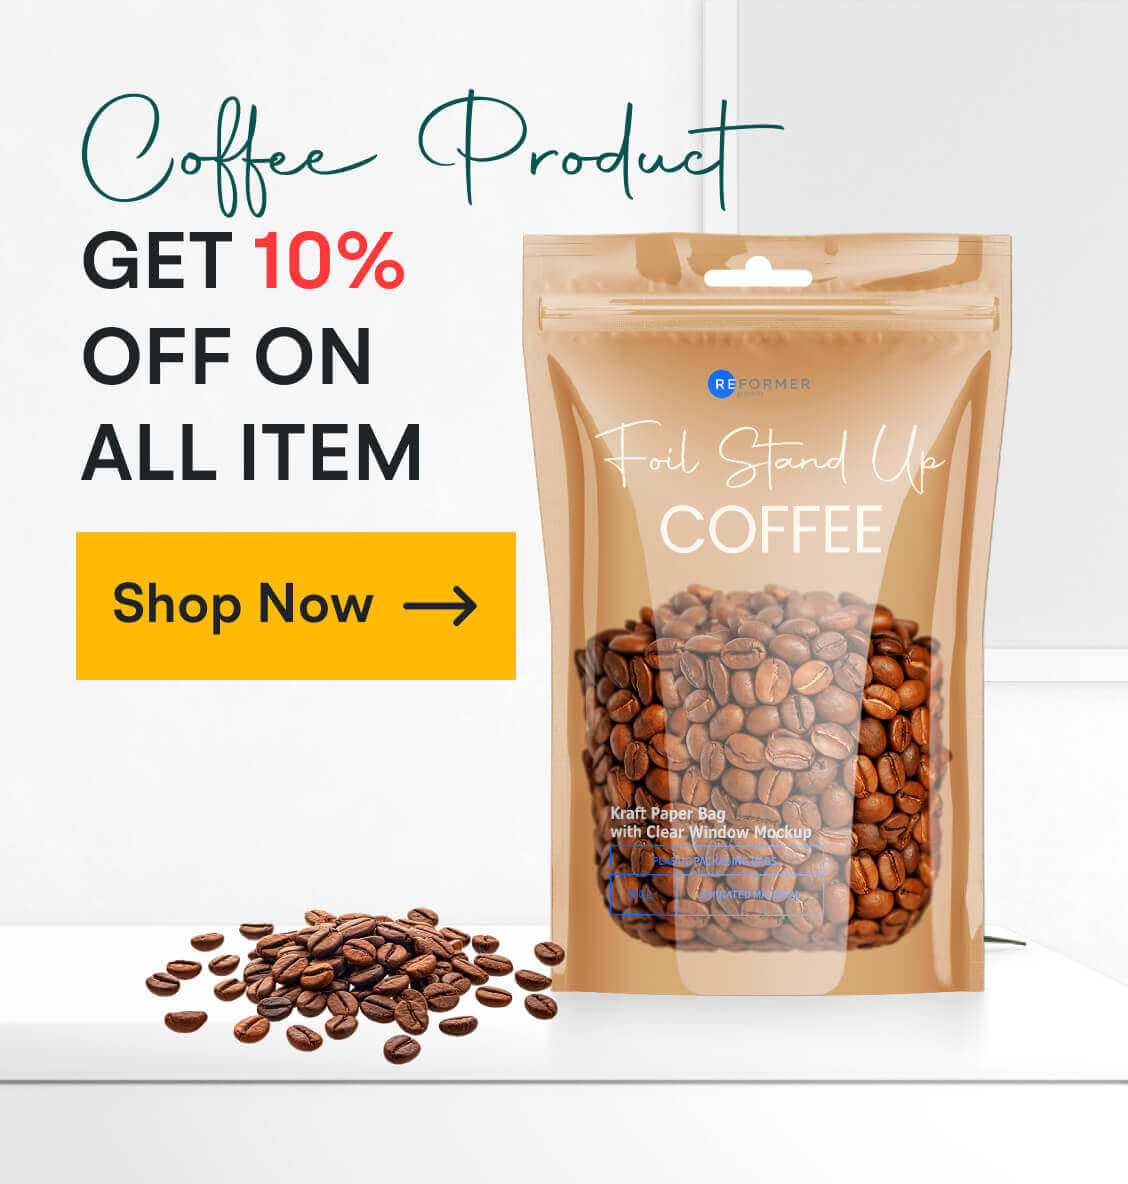 Coffee Product
GET 10%
OFF ON
ALL ITEM
Shop Now
REFORMER
Foil Stand Up
COFFEE
Kraft Paper Bag
with Clear Window Mockup
PLASTIC PACKAGING BAGS
MATERIAL